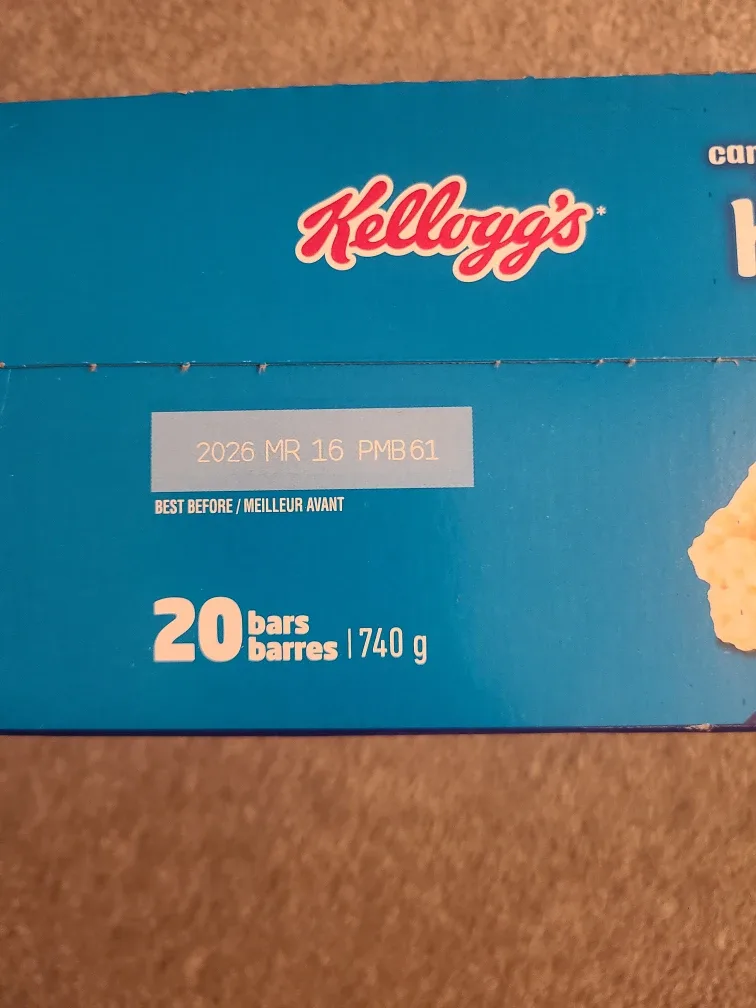 Kellogg's*
2026 MR 16 PMB61
BEST BEFORE / MEILLEUR AVANT
20 bars
barres | 740 g